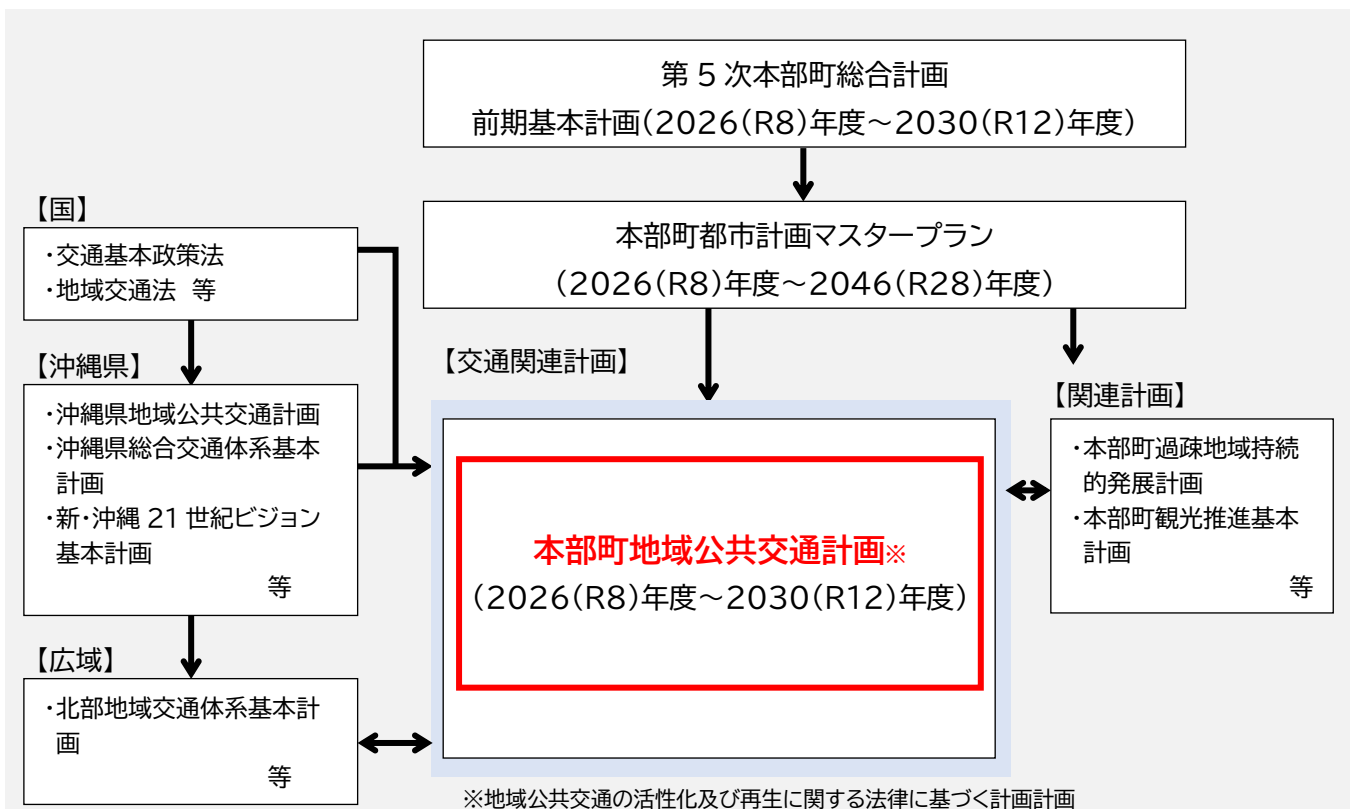 第5次本部町総合計画
前期基本計画(2026(R8)年度～2030(R12)年度)
本部町都市計画マスタープラン
(2026(R8)年度～2046(R28)年度)
【国】
・交通基本政策法
・地域交通法 等
【沖縄県】
・沖縄県地域公共交通計画
・沖縄県総合交通体系基本
計画
・新・沖縄21世紀ビジョン
基本計画
等
【広域】
・北部地域交通体系基本計
画
等
【交通関連計画】
本部町地域公共交通計画※
(2026(R8)年度～2030(R12)年度)
【関連計画】
・本部町過疎地域持続
的発展計画
・本部町観光推進基本
計画
等
※地域公共交通の活性化及び再生に関する法律に基づく計画計画